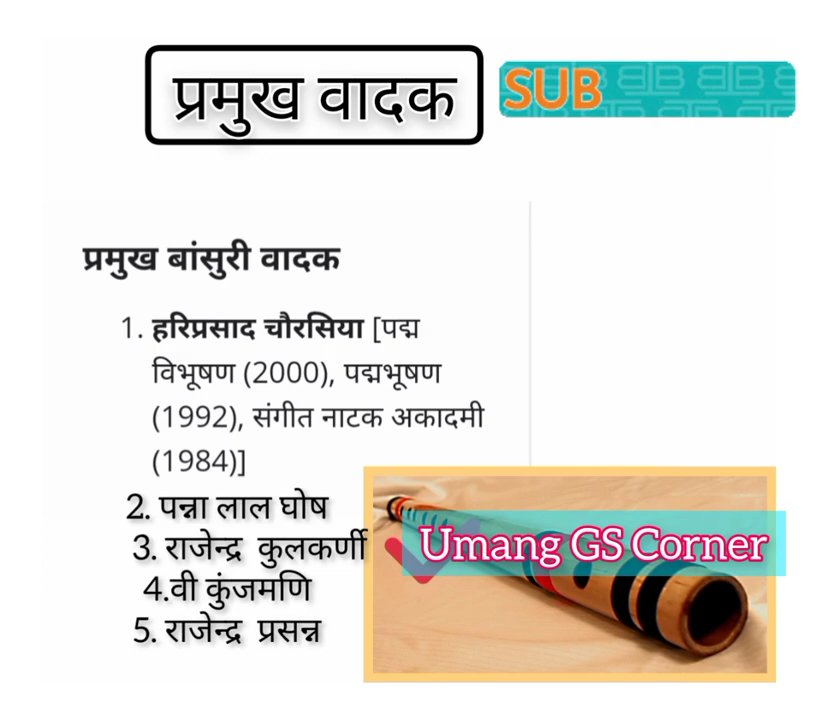 प्रमुख वादक
SUB
प्रमुख बांसुरी वादक
1. हरिप्रसाद चौरसिया [पद्म
विभूषण (2000), पद्मभूषण
(1992), संगीत नाटक अकादमी
(1984)]
2. पन्ना लाल घोष
3. राजेन्द्र कुलकर्णी
4.वी कुंजमणि
5. राजेन्द्र प्रसन्न
Umang GS Corner